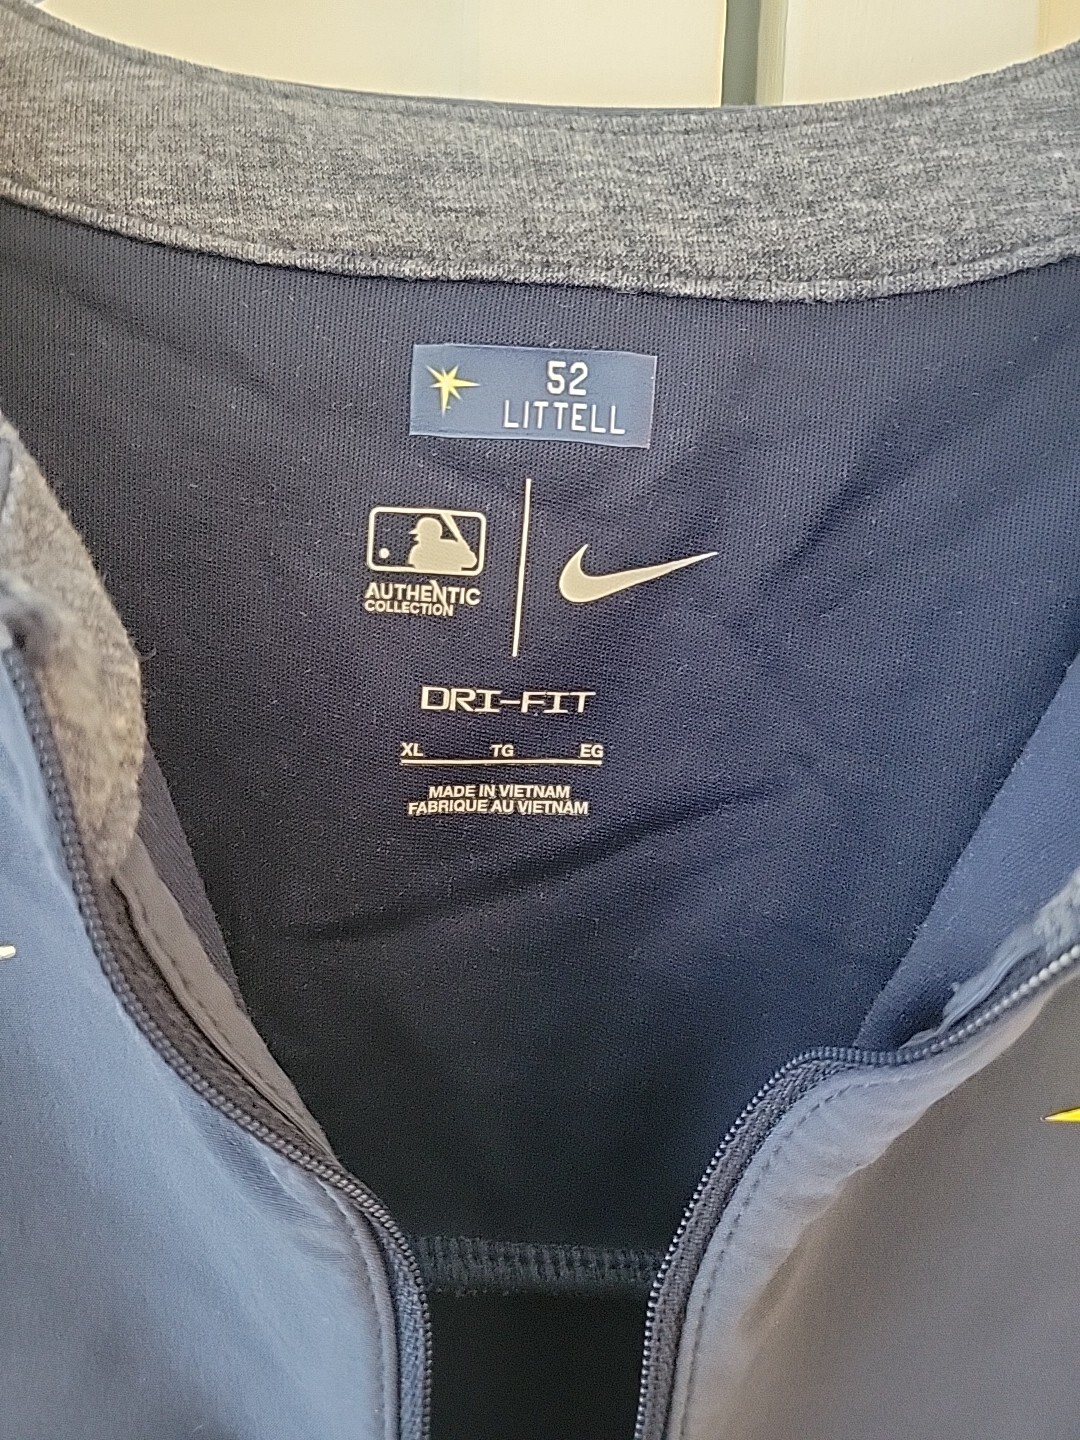 52
LITTELL
AUTHENTIC
COLLECTION
DRI-FIT
XL TG EG
MADE IN VIETNAM
FABRIQUE AU VIETNAM